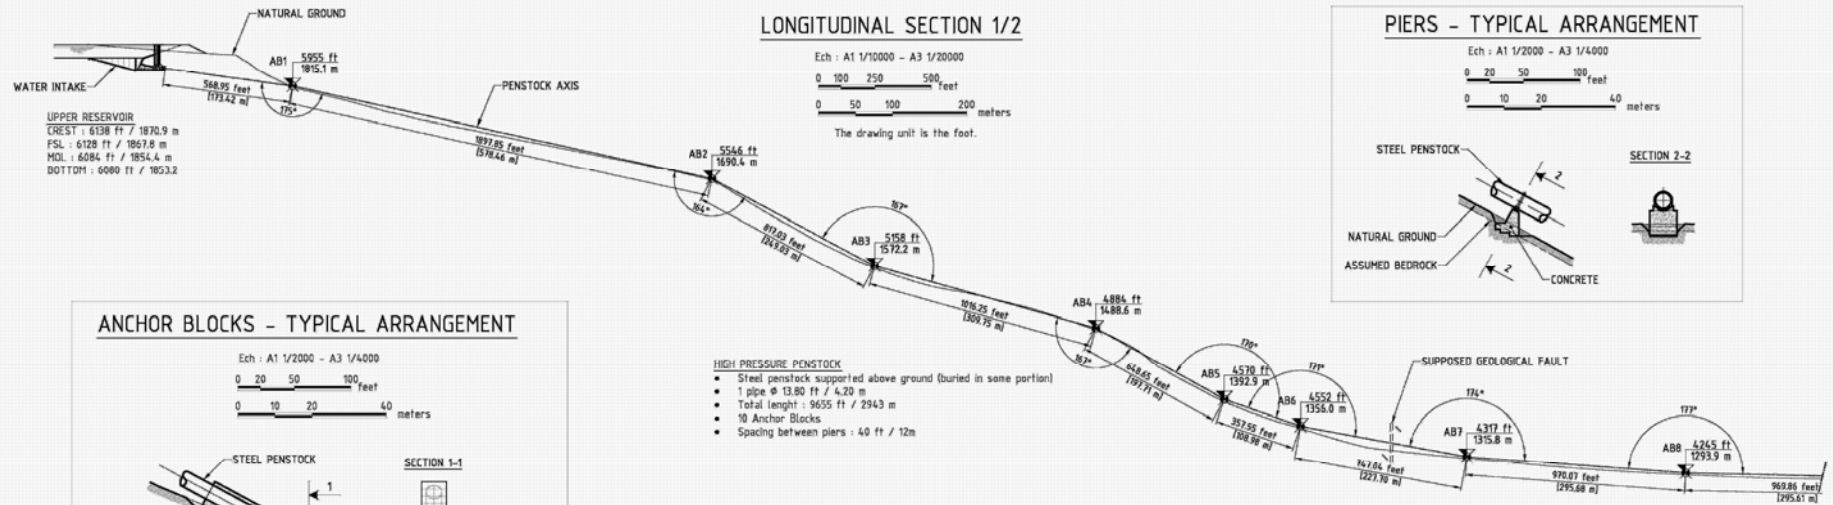 NATURAL GROUND
WATER INTAKE
UPPER RESERVOIR
CREST : 6138 ft / 1870.9 m
FSL : 6128 ft / 1867.8 m
MOL : 6084 ft / 1854.4 m
BOTTOM : 6080 ft / 1853.2
568.95 feet
[173.42 m]
AB1
5955 ft
1815.1 m
175°
PENSTOCK AXIS
1897.85 feet
[578.46 m]
LONGITUDINAL SECTION 1/2
Ech : A1 1/10000 - A3 1/20000
0 100 250 500 feet
0 50 100 200 meters
The drawing unit is the foot.
AB2
5546 ft
1690.4 m
164°
817.03 feet
[249.03 m]
167°
AB3
5158 ft
1572.2 m
1016.25 feet
[309.75 m]
AB4
4884 ft
1488.6 m
167°
648.65 feet
[197.71 m]
170°
AB5
4570 ft
1392.9 m
357.55 feet
[108.98 m]
171°
AB6
4552 ft
1356.0 m
747.04 feet
[227.70 m]
SUPPOSED GEOLOGICAL FAULT
174°
AB7
4317 ft
1315.8 m
970.07 feet
[295.68 m]
177°
AB8
4245 ft
1293.9 m
969.86 feet
[295.61 m]
PIERS - TYPICAL ARRANGEMENT
Ech : A1 1/2000 - A3 1/4000
0 20 50 100 feet
0 10 20 40 meters
STEEL PENSTOCK
2
SECTION 2-2
NATURAL GROUND
ASSUMED BEDROCK
2
CONCRETE
ANCHOR BLOCKS - TYPICAL ARRANGEMENT
Ech : A1 1/2000 - A3 1/4000
0 20 50 100 feet
0 10 20 40 meters
STEEL PENSTOCK
SECTION 1-1
1
HIGH PRESSURE PENSTOCK
• Steel penstock supported above ground (buried in some portion)
• 1 pipe ø 13.80 ft / 4.20 m
• Total lenght : 9655 ft / 2943 m
• 10 Anchor Blocks
• Spacing between piers : 40 ft / 12m